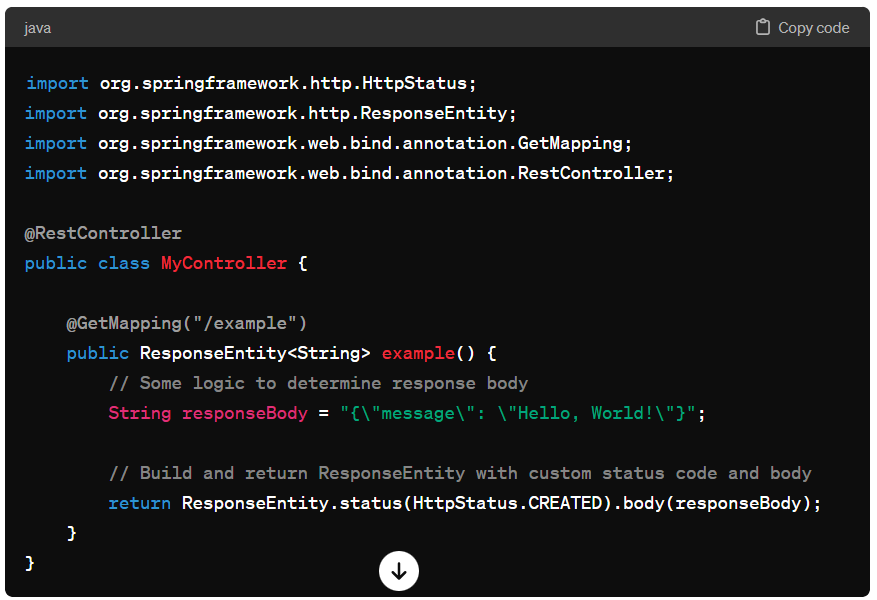 java
Copy code
import org.springframework.http.HttpStatus;
import org.springframework.http.ResponseEntity;
import org.springframework.web.bind.annotation.GetMapping;
import org.springframework.web.bind.annotation.RestController;
@RestController
public class MyController {
@GetMapping("/example")
public ResponseEntity<String> example() {
// Some logic to determine response body
String responseBody = "{\"message\": \"Hello, World!\"}";
// Build and return ResponseEntity with custom status code and body
return ResponseEntity.status(HttpStatus.CREATED).body(responseBody);
}
}